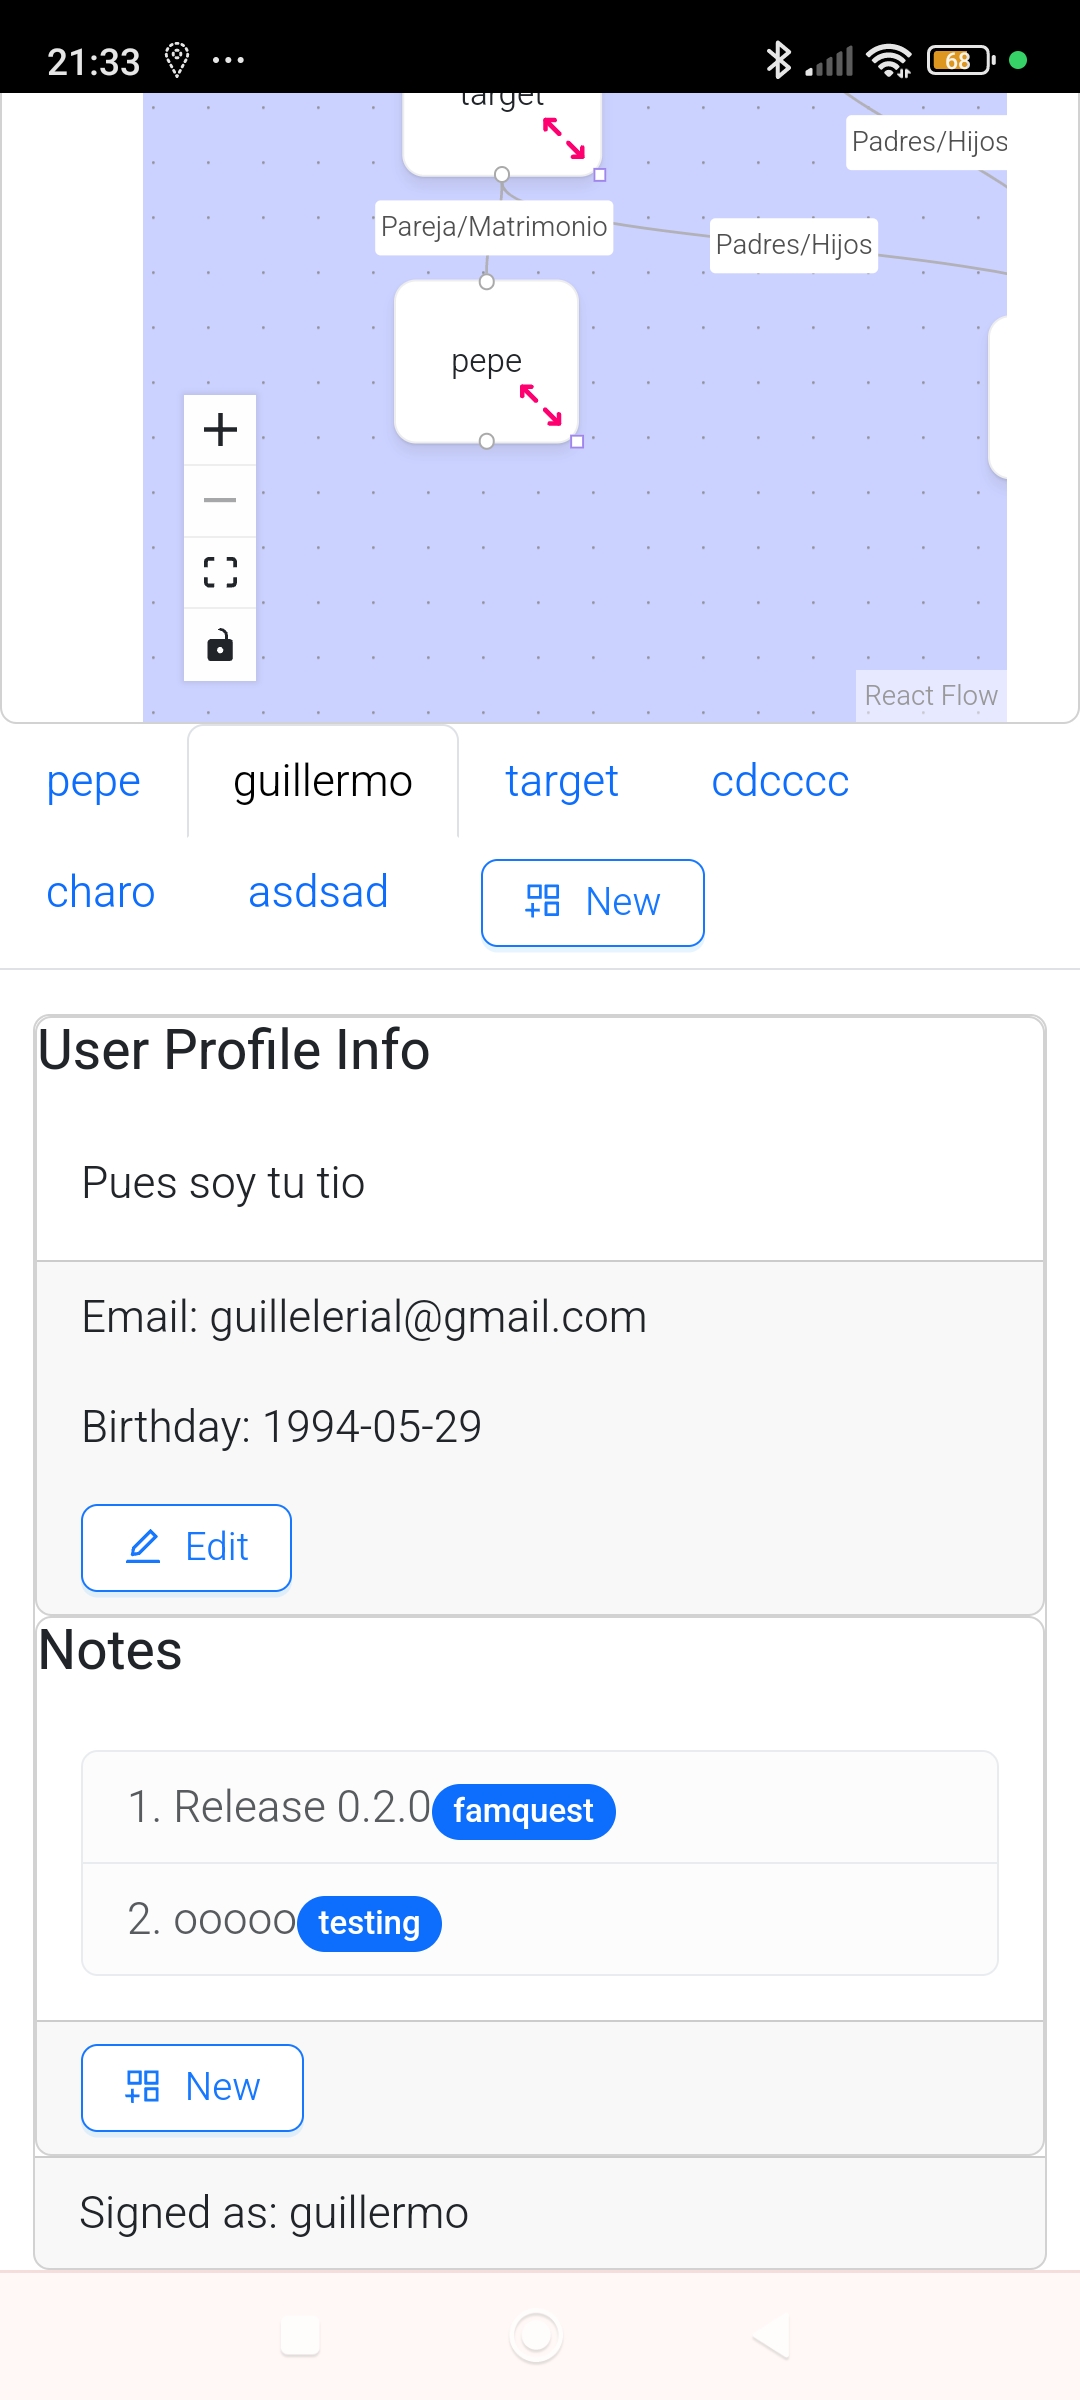 21:33
68
target
Padres/Hijos
Pareja/Matrimonio
Padres/Hijos
pepe
React Flow
pepe guillermo target cdcccc
charo asdsad New
User Profile Info
Pues soy tu tio
Email: guillelerial@gmail.com
Birthday: 1994-05-29
Edit
Notes
1. Release 0.2.0 famquest
2. ooooo testing
New
Signed as: guillermo